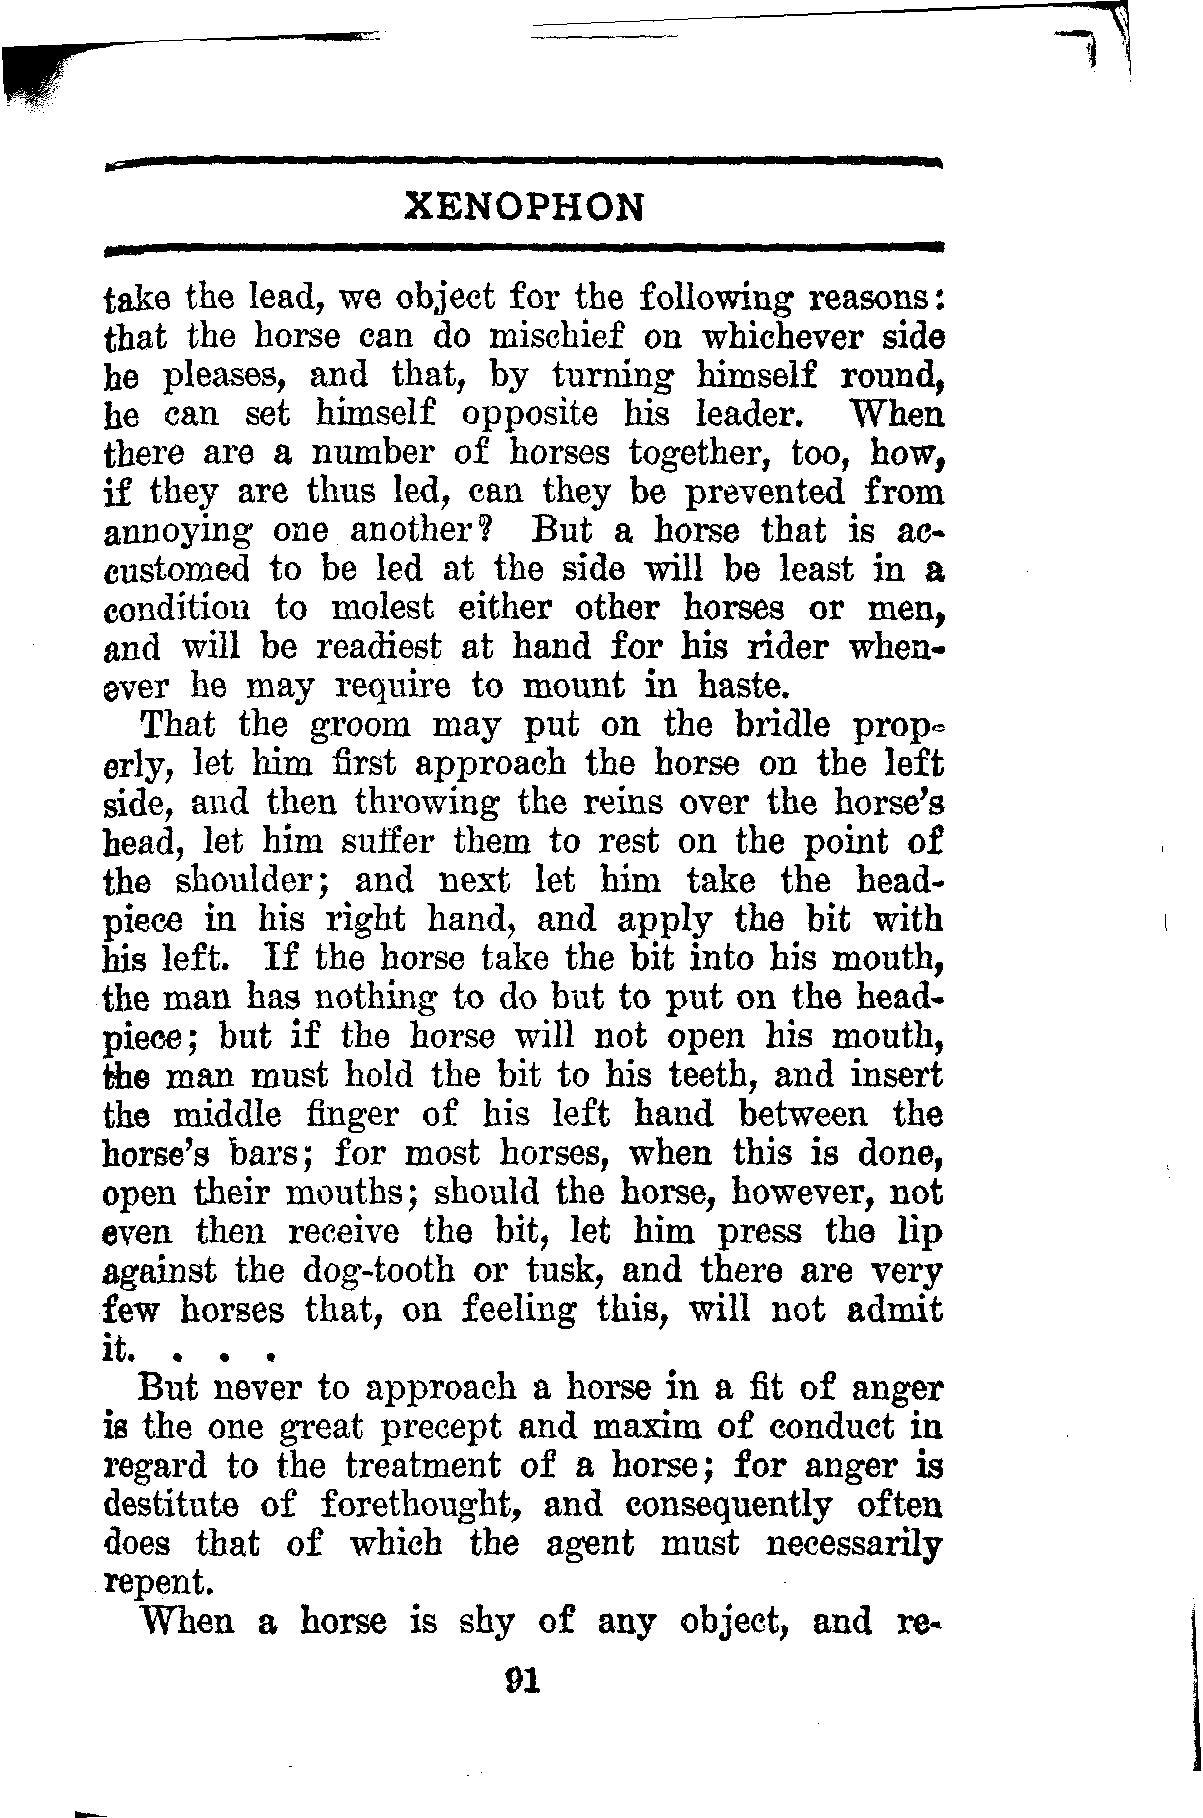 XENOPHON
take the lead, we object for the following reasons:
that the horse can do mischief on whichever side
he pleases, and that, by turning himself round,
he can set himself opposite his leader. When
there are a number of horses together, too, how,
if they are thus led, can they be prevented from
annoying one another? But a horse that is ac-
customed to be led at the side will be least in a
condition to molest either other horses or men,
and will be readiest at hand for his rider when-
ever he may require to mount in haste.
That the groom may put on the bridle prop-
erly, let him first approach the horse on the left
side, and then throwing the reins over the horse's
head, let him suffer them to rest on the point of
the shoulder; and next let him take the head-
piece in his right hand, and apply the bit with
his left. If the horse take the bit into his mouth,
the man has nothing to do but to put on the head-
piece; but if the horse will not open his mouth,
the man must hold the bit to his teeth, and insert
the middle finger of his left hand between the
horse's bars; for most horses, when this is done,
open their mouths; should the horse, however, not
even then receive the bit, let him press the lip
against the dog-tooth or tusk, and there are very
few horses that, on feeling this, will not admit
it. . . .
But never to approach a horse in a fit of anger
is the one great precept and maxim of conduct in
regard to the treatment of a horse; for anger is
destitute of forethought, and consequently often
does that of which the agent must necessarily
repent.
When a horse is shy of any object, and re-
91